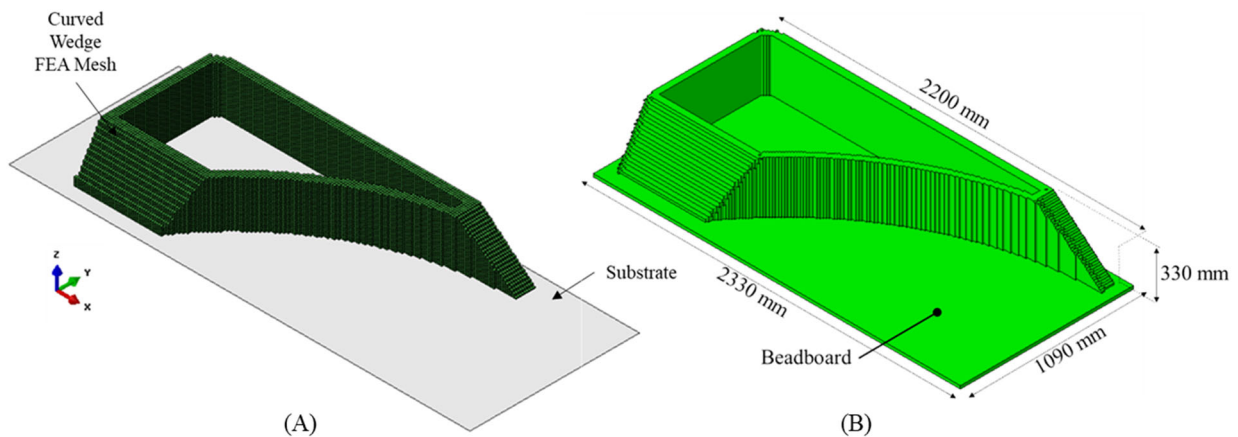 Curved
Wedge
FEA Mesh
Substrate
Z
Y
X
(A)
2200 mm
330 mm
1090 mm
2330 mm
Beadboard
(B)